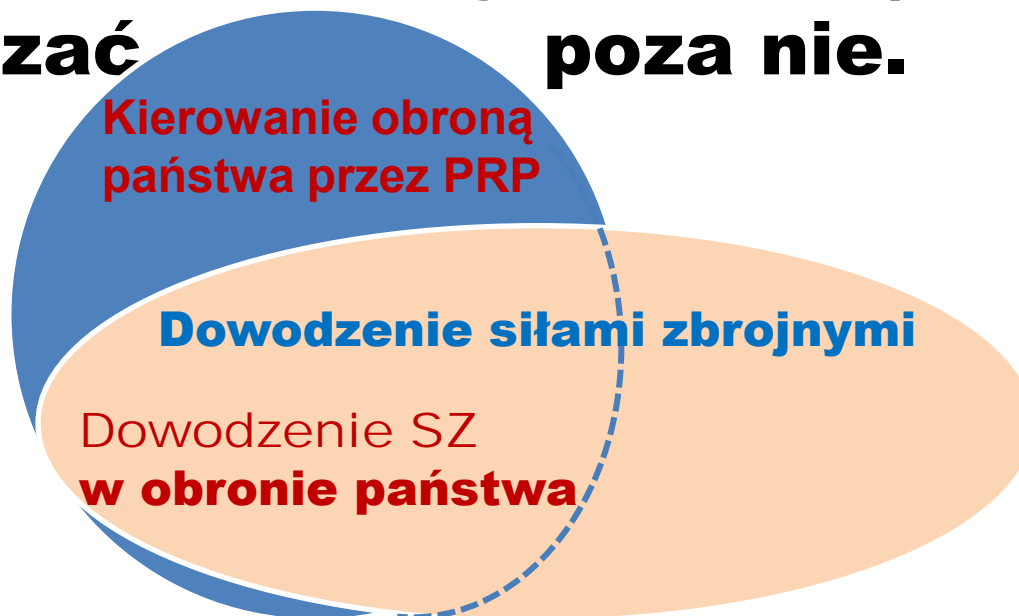 zać poza nie.
Kierowanie obroną
państwa przez PRP
Dowodzenie siłami zbrojnymi
Dowodzenie SZ
w obronie państwa